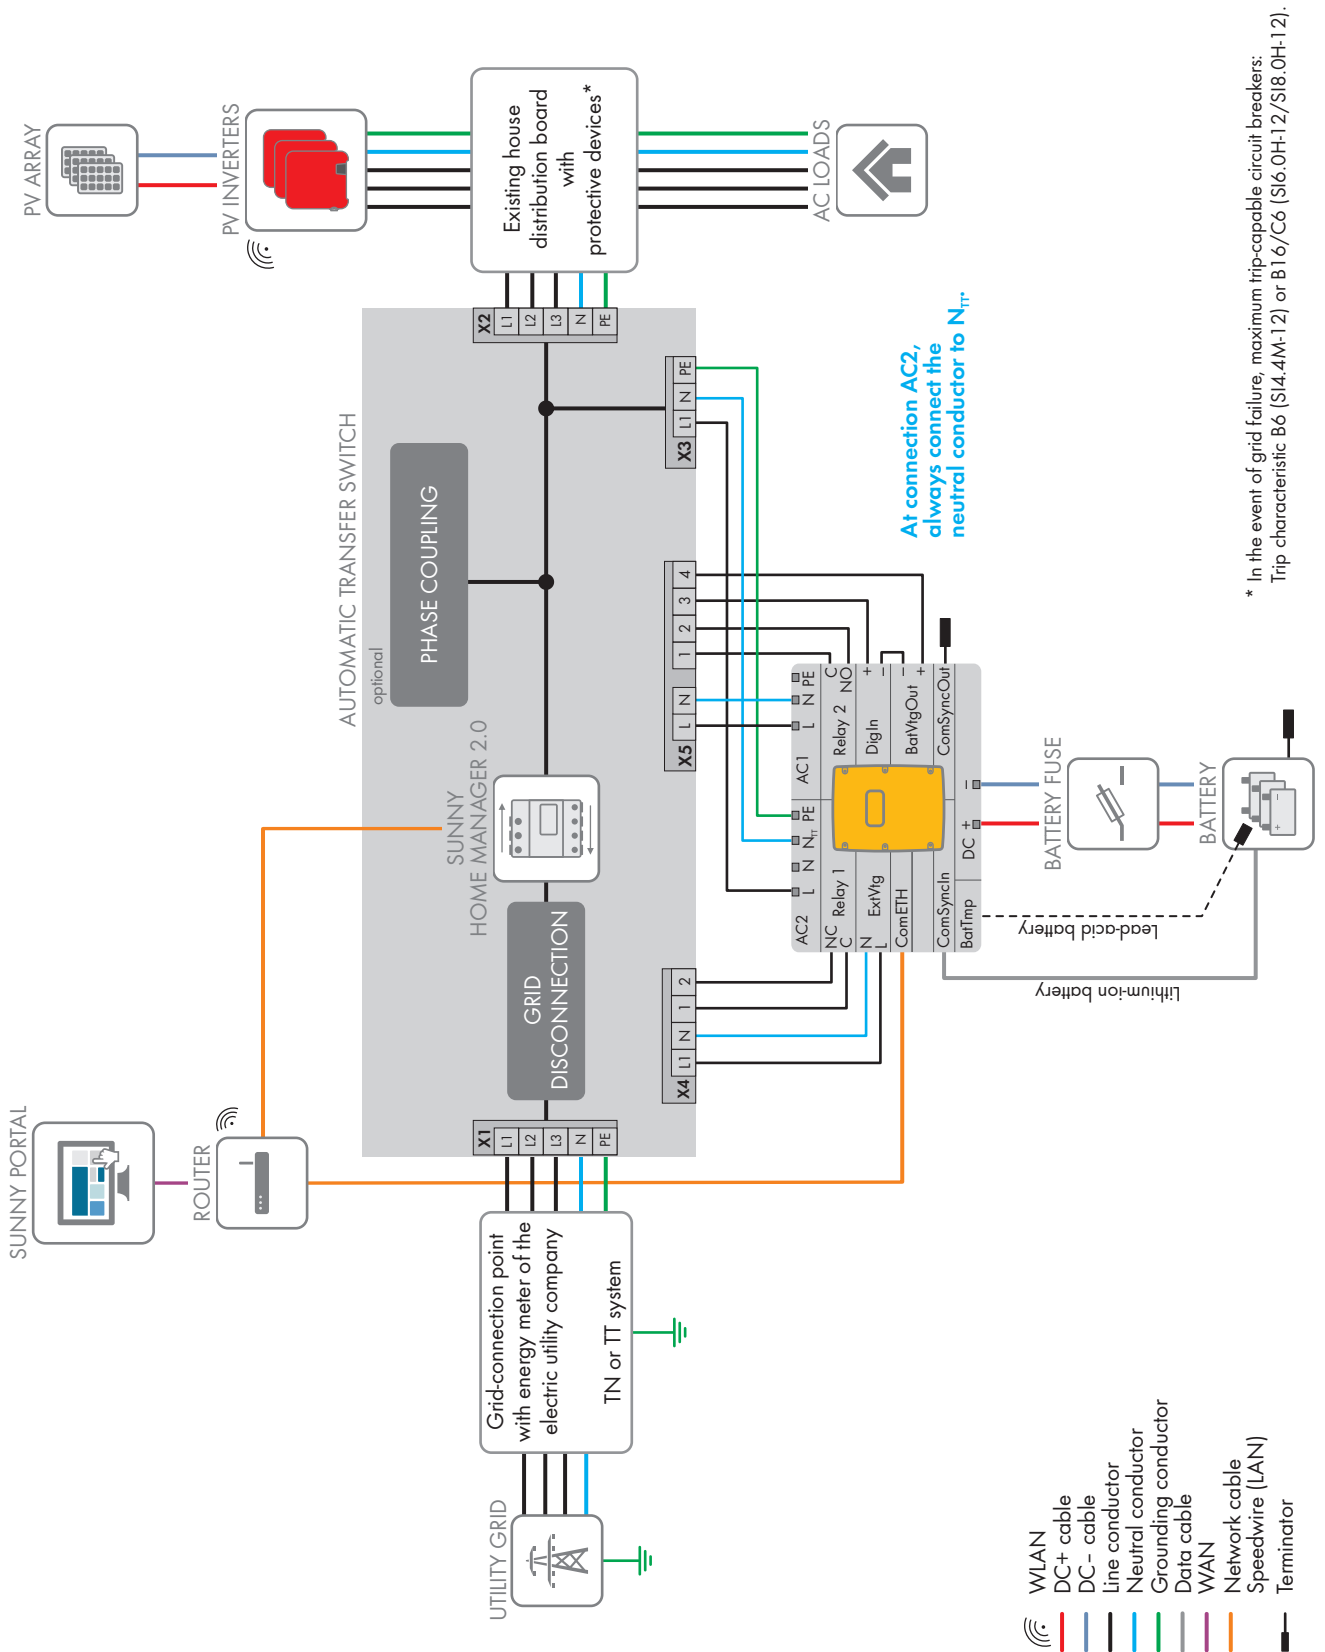 SUNNY PORTAL
ROUTER
PV ARRAY
PV INVERTERS
AUTOMATIC TRANSFER SWITCH
optional
PHASE COUPLING
SUNNY
HOME MANAGER 2.0
GRID
DISCONNECTION
UTILITY GRID
Grid-connection point
with energy meter of the
electric utility company
TN or TT system
X1
L1
L2
L3
N
PE
X2
L1
L2
L3
N
PE
Existing house
distribution board
with
protective devices*
AC LOADS
X4
L1 N 1 2
X5
L N 1 2 3 4
X3
L1 N PE
At connection AC2,
always connect the
neutral conductor to NTT.
AC2
L N NTT PE
AC1
L N PE
NC
C
Relay 1
Relay 2
C
NO
N
L
ExtVtg
DigIn
+
−
ComETH
BatVtgOut
−
+
ComSyncIn
ComSyncOut
BatTmp
DC + −
Lithium-ion battery
Lead-acid battery
BATTERY FUSE
BATTERY
WLAN
DC+ cable
DC− cable
Line conductor
Neutral conductor
Grounding conductor
Data cable
WAN
Network cable
Speedwire (LAN)
Terminator
* In the event of grid failure, maximum trip-capable circuit breakers:
Trip characteristic B6 (SI4.4M-12) or B16/C6 (SI6.0H-12/SI8.0H-12).